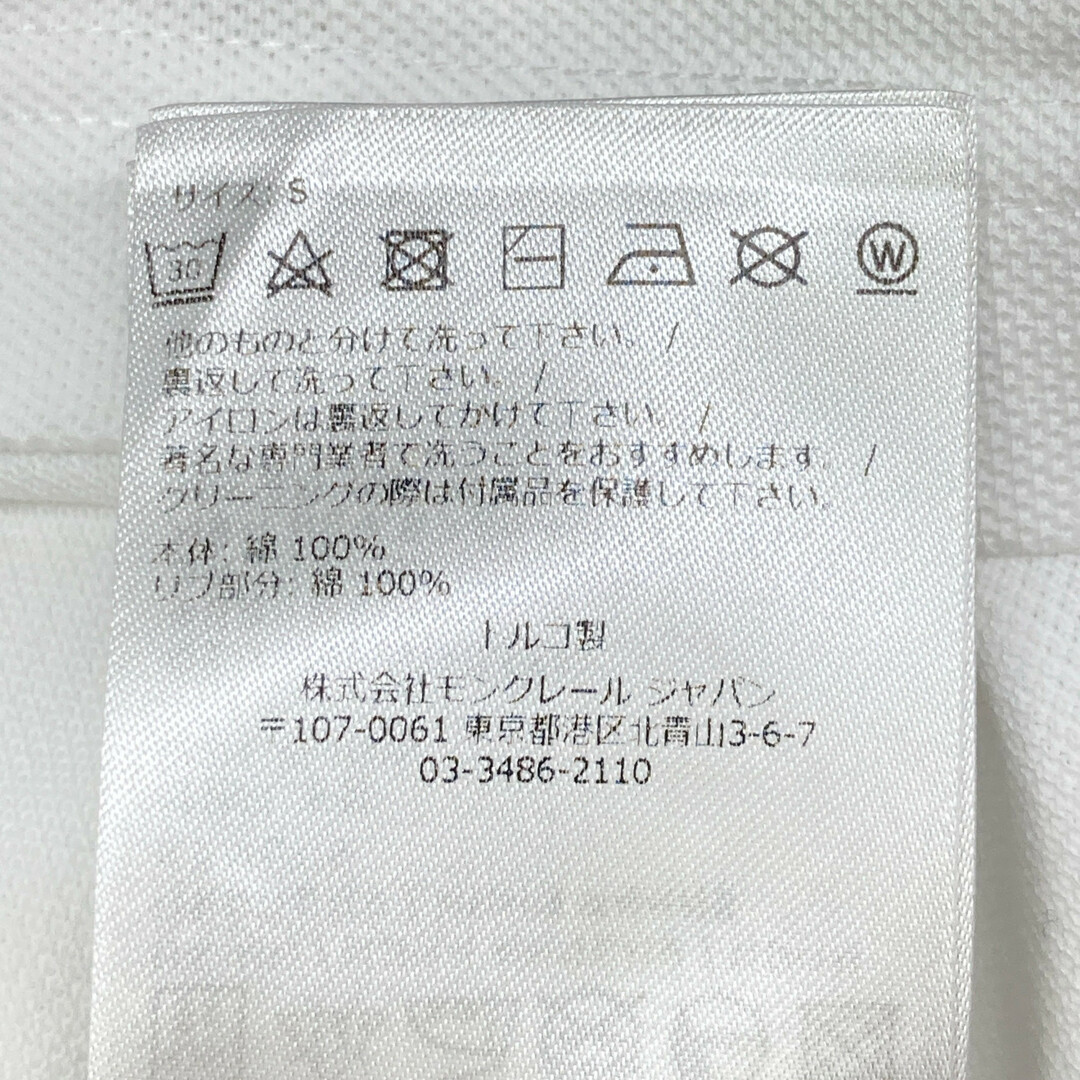 サイズ: S
30
W
他のものと分けて洗って下さい。 /
裏返して洗って下さい。 /
アイロンは裏返してかけて下さい。 /
著名な専門業者で洗うことをおすすめします。 /
クリーニングの際は付属品を保護して下さい。
本体: 綿 100%
リブ部分: 綿 100%
トルコ製
株式会社モンクレール ジャパン
〒107-0061 東京都港区北青山3-6-7
03-3486-2110